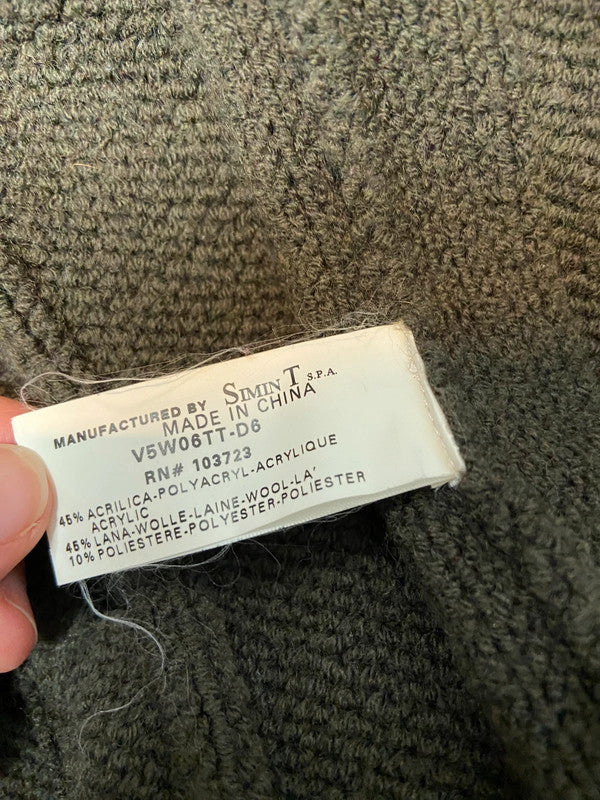 MANUFACTURED BY SIMINT S.P.A.
MADE IN CHINA
V5W06TT-D6
RN# 103723
45% ACRILICA-POLYACRYL-ACRYLIQUE
ACRYLIC
45% LANA-WOLLE-LAINE-WOOL-LA'
10% POLIESTERE-POLYESTER-POLIESTER